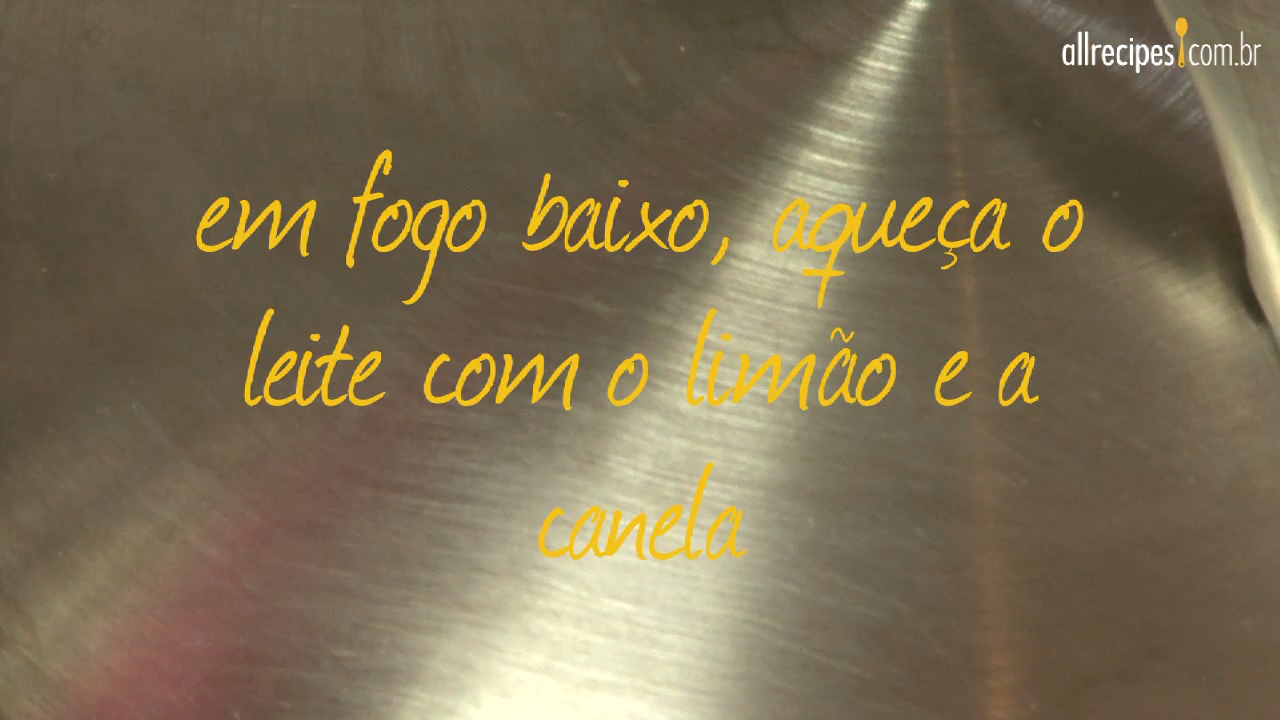 allrecipes.com.br
em fogo baixo, aqueça o
leite com o limão e a
canela